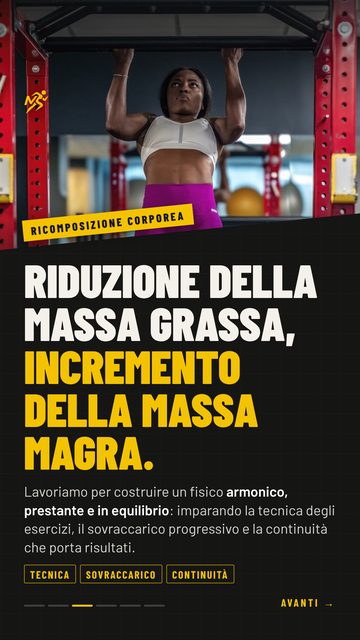 RICOMPOSIZIONE CORPOREA
RIDUZIONE DELLA
MASSA GRASSA,
INCREMENTO
DELLA MASSA
MAGRA.
Lavoriamo per costruire un fisico armonico,
prestante e in equilibrio: imparando la tecnica degli
esercizi, il sovraccarico progressivo e la continuità
che porta risultati.
TECNICA SOVRACCARICO CONTINUITÀ
AVANTI →